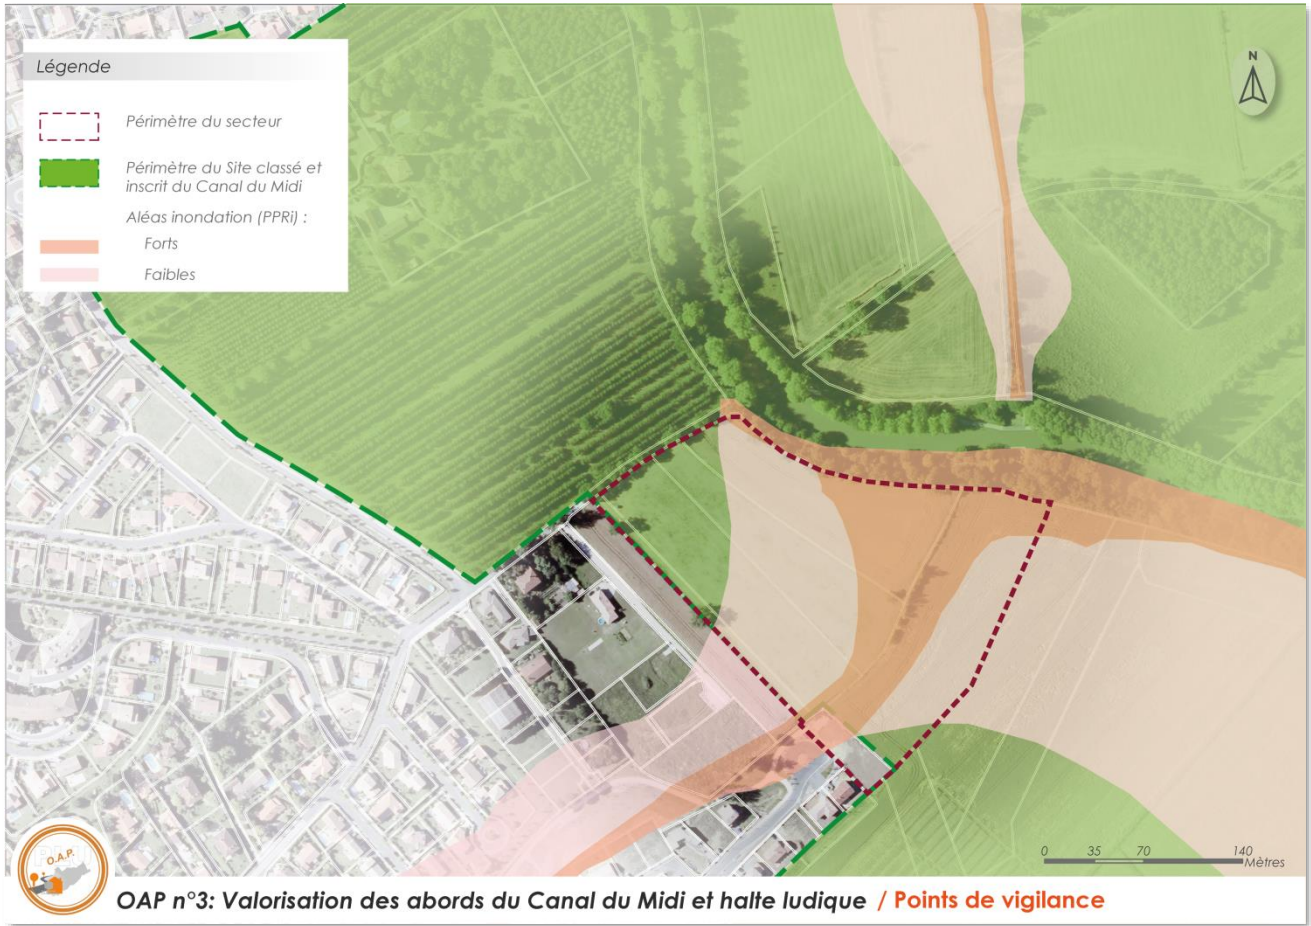 Légende
Périmètre du secteur
Périmètre du Site classé et
inscrit du Canal du Midi
Aléas inondation (PPRi) :
Forts
Faibles
N
0 35 70 140
Mètres
O.A.P.
OAP n°3: Valorisation des abords du Canal du Midi et halte ludique / Points de vigilance